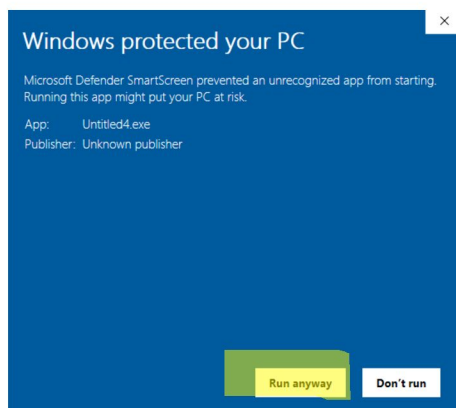 Windows protected your PC
Microsoft Defender SmartScreen prevented an unrecognized app from starting.
Running this app might put your PC at risk.
App: Untitled4.exe
Publisher: Unknown publisher
Run anyway Don't run